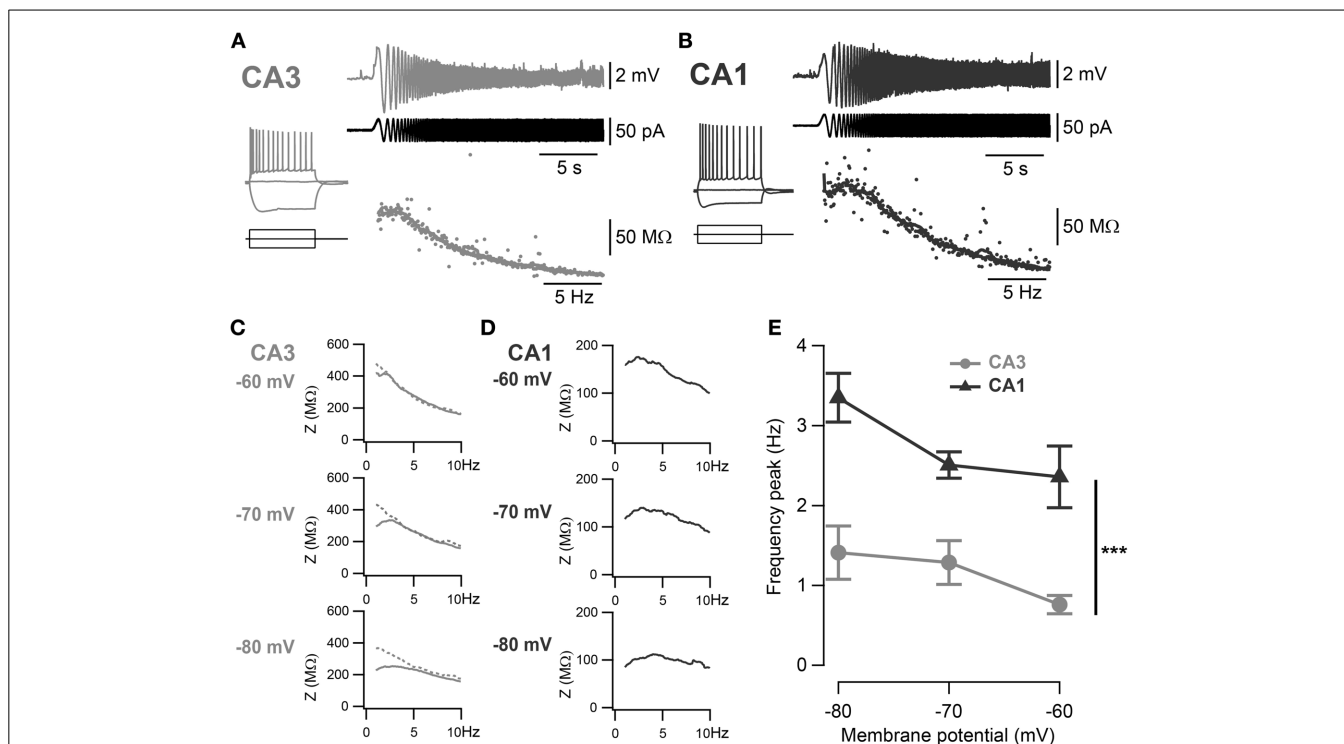 A
CA3
2 mV
50 pA
5 s
50 MΩ
5 Hz
B
CA1
2 mV
50 pA
5 s
50 MΩ
5 Hz
C
CA3
-60 mV
Z (MΩ)
600
400
200
0
0 5 10Hz
-70 mV
Z (MΩ)
600
400
200
0
0 5 10Hz
-80 mV
Z (MΩ)
600
400
200
0
0 5 10Hz
D
CA1
-60 mV
Z (MΩ)
200
100
0
0 5 10Hz
-70 mV
Z (MΩ)
200
100
0
0 5 10Hz
-80 mV
Z (MΩ)
200
100
0
0 5 10Hz
E
Frequency peak (Hz)
4
3
2
1
0
CA3
CA1
***
-80 -70 -60
Membrane potential (mV)